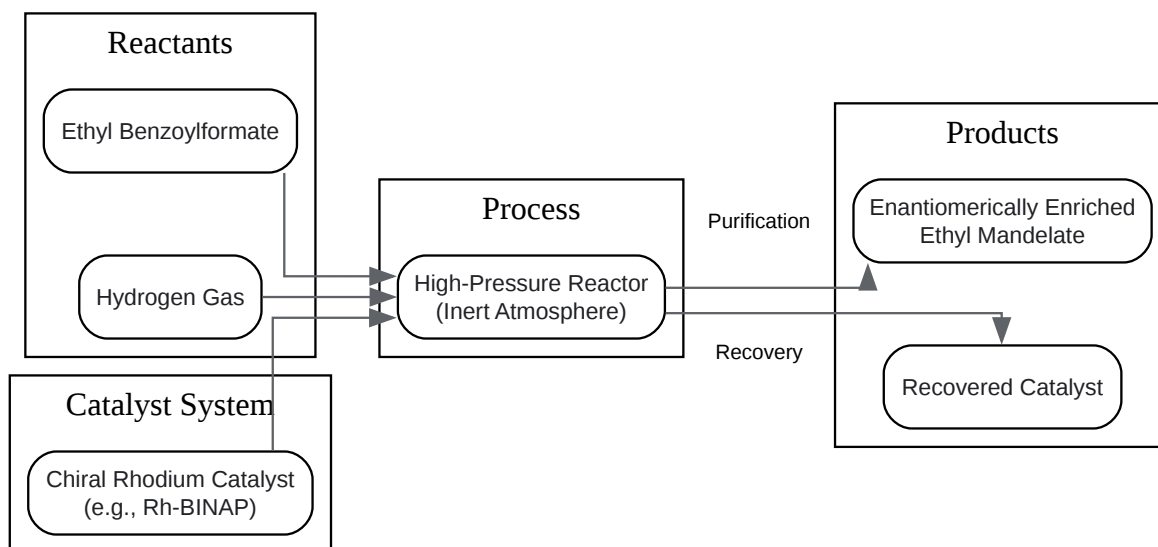 Reactants
Ethyl Benzoylformate
Hydrogen Gas
Catalyst System
Chiral Rhodium Catalyst
(e.g., Rh-BINAP)
Process
High-Pressure Reactor
(Inert Atmosphere)
Purification
Recovery
Products
Enantiomerically Enriched
Ethyl Mandelate
Recovered Catalyst